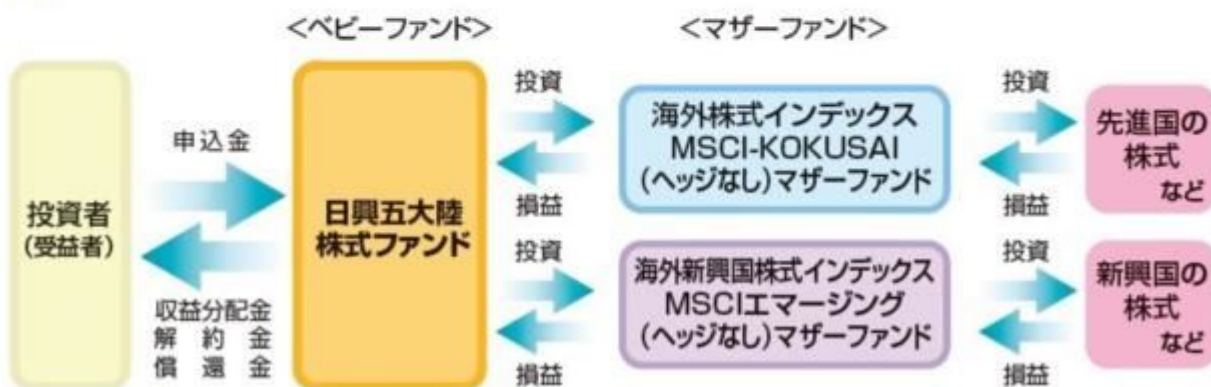 <ベビーファンド>
<マザーファンド>
投資者
(受益者)
申込金
収益分配金
解約金
償還金
日興五大陸
株式ファンド
投資
損益
投資
損益
海外株式インデックス
MSCI-KOKUSAI
(ヘッジなし)マザーファンド
海外新興国株式インデックス
MSCIエマージング
(ヘッジなし)マザーファンド
投資
損益
投資
損益
先進国の
株式
など
新興国の
株式
など